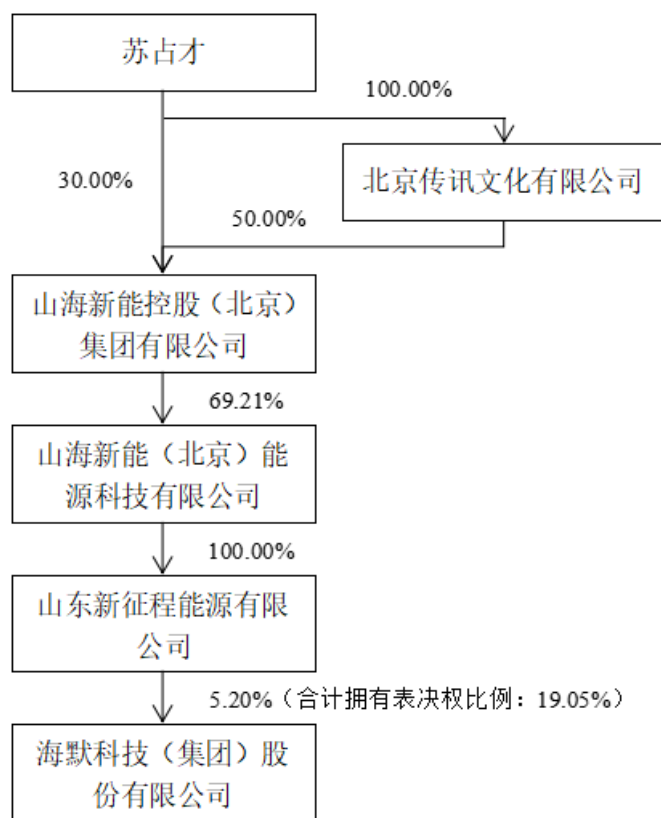 苏占才
100.00%
30.00%
北京传讯文化有限公司
50.00%
山海新能控股（北京）
集团有限公司
69.21%
山海新能（北京）能
源科技有限公司
100.00%
山东新征程能源有限
公司
5.20%（合计拥有表决权比例：19.05%）
海默科技（集团）股
份有限公司